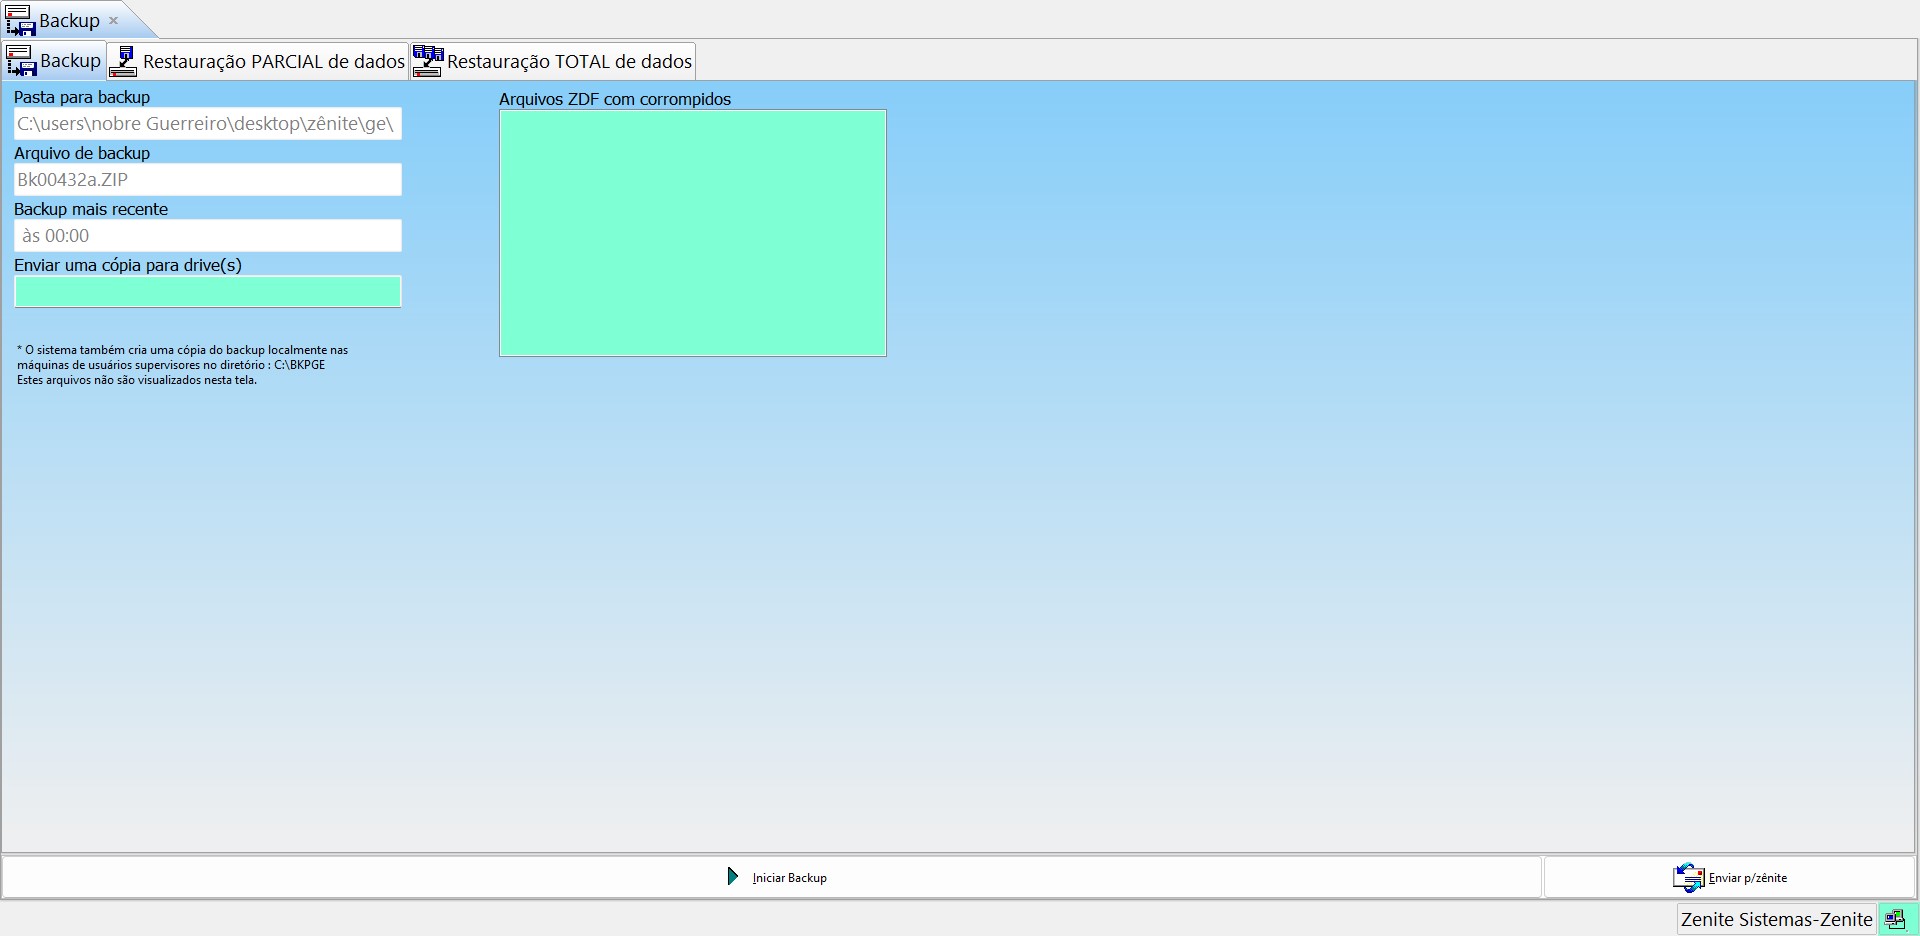 Backup
Backup
Restauração PARCIAL de dados
Restauração TOTAL de dados
Pasta para backup
C:\users\nobre Guerreiro\desktop\zênite\ge\
Arquivo de backup
Bk00432a.ZIP
Backup mais recente
às 00:00
Enviar uma cópia para drive(s)
* O sistema também cria uma cópia do backup localmente nas
máquinas de usuários supervisores no diretório : C:\BKPGE
Estes arquivos não são visualizados nesta tela.
Arquivos ZDF com corrompidos
Iniciar Backup
Enviar p/zênite
Zenite Sistemas-Zenite